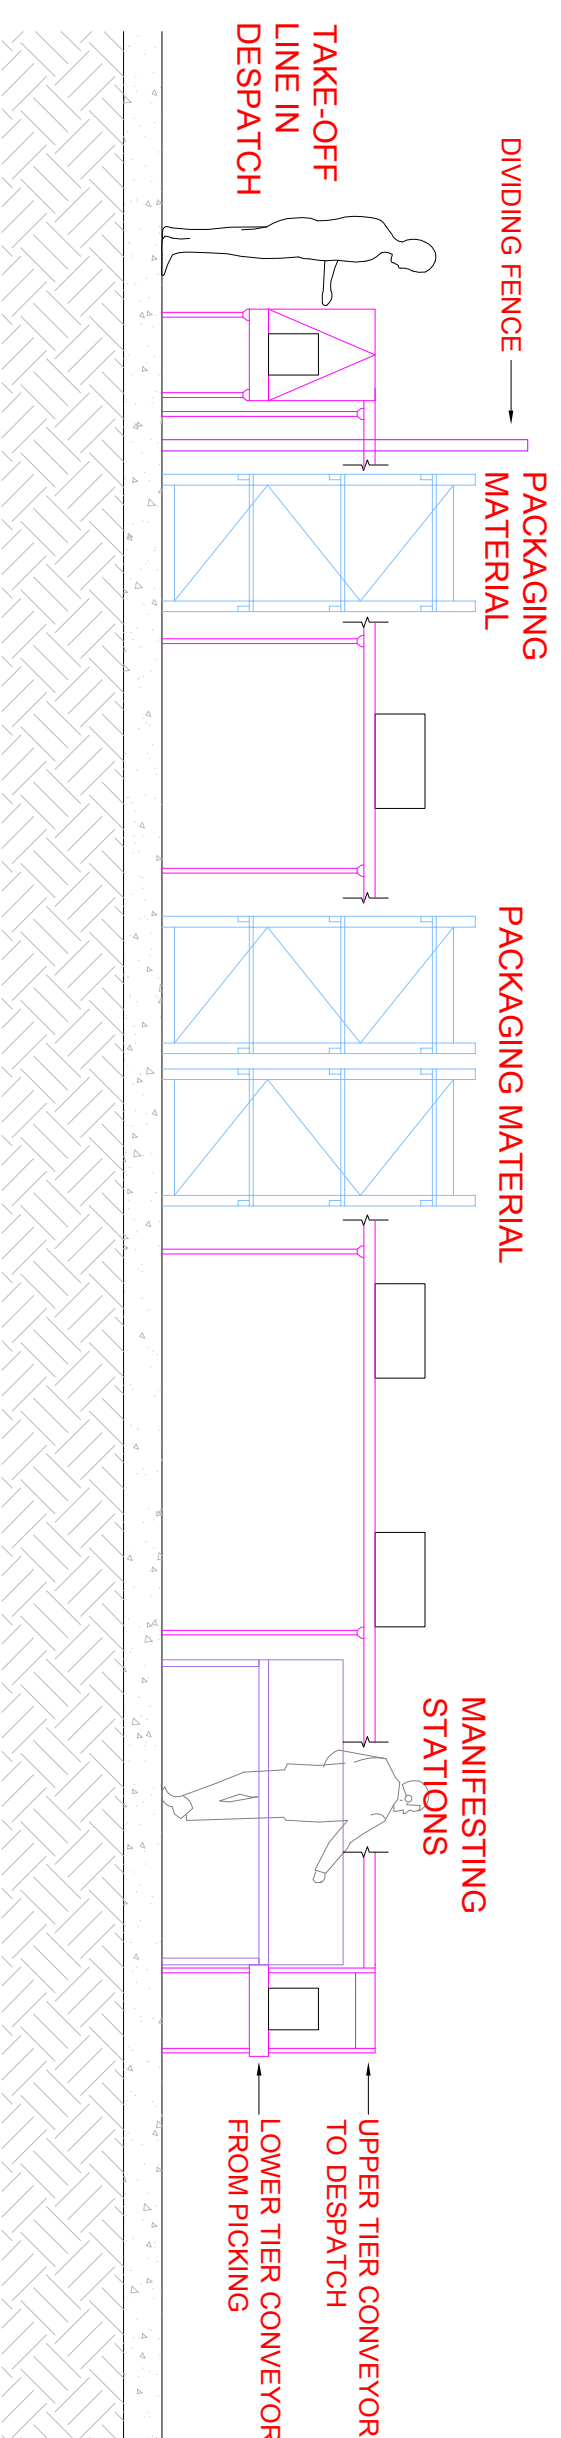 TAKE-OFF
LINE IN
DESPATCH
DIVIDING FENCE
PACKAGING
MATERIAL
PACKAGING MATERIAL
MANIFESTING
STATIONS
UPPER TIER CONVEYOR
TO DESPATCH
LOWER TIER CONVEYOR
FROM PICKING